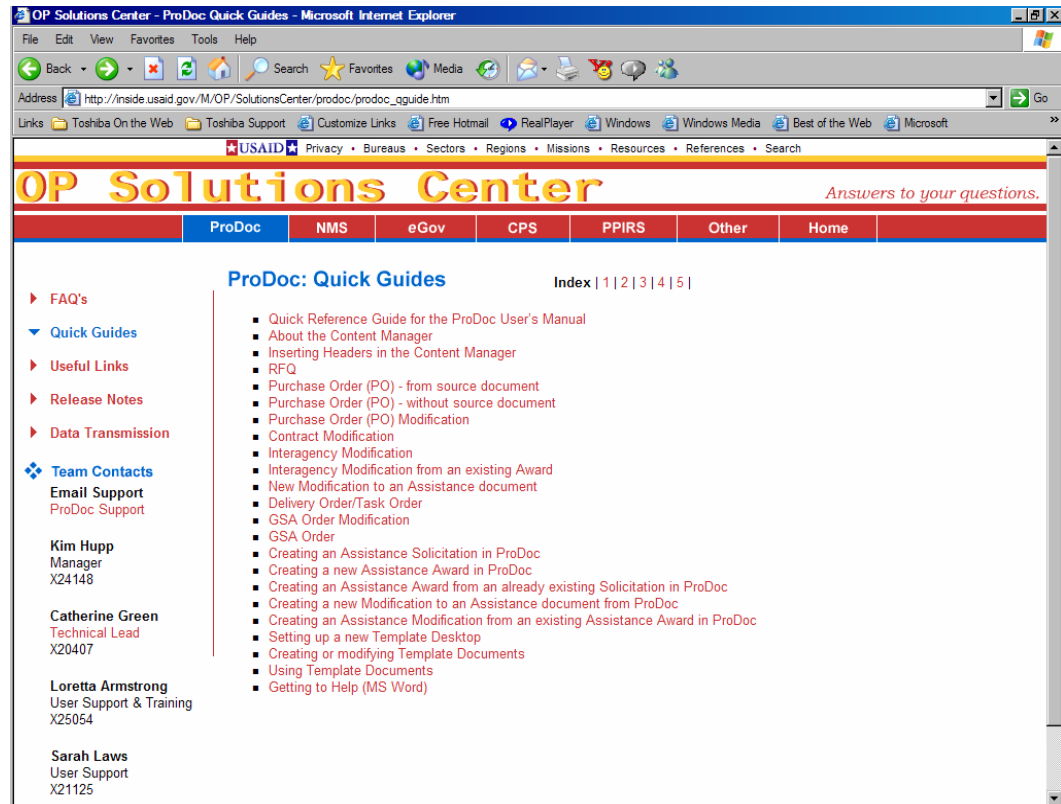 OP Solutions Center - ProDoc Quick Guides - Microsoft Internet Explorer
File Edit View Favorites Tools Help
Back Search Favorites Media
Address http://inside.usaid.gov/M/OP/SolutionsCenter/prodoc/prodoc_qguide.htm Go
Links Toshiba On the Web Toshiba Support Customize Links Free Hotmail RealPlayer Windows Windows Media Best of the Web Microsoft »
USAID Privacy • Bureaus • Sectors • Regions • Missions • Resources • References • Search
OP Solutions Center
Answers to your questions.
ProDoc NMS eGov CPS PPIRS Other Home
FAQ's
Quick Guides
Useful Links
Release Notes
Data Transmission
Team Contacts
Email Support
ProDoc Support
Kim Hupp
Manager
X24148
Catherine Green
Technical Lead
X20407
Loretta Armstrong
User Support & Training
X25054
Sarah Laws
User Support
X21125
ProDoc: Quick Guides
Index | 1 | 2 | 3 | 4 | 5 |
Quick Reference Guide for the ProDoc User's Manual
About the Content Manager
Inserting Headers in the Content Manager
RFQ
Purchase Order (PO) - from source document
Purchase Order (PO) - without source document
Purchase Order (PO) Modification
Contract Modification
Interagency Modification
Interagency Modification from an existing Award
New Modification to an Assistance document
Delivery Order/Task Order
GSA Order Modification
GSA Order
Creating an Assistance Solicitation in ProDoc
Creating a new Assistance Award in ProDoc
Creating an Assistance Award from an already existing Solicitation in ProDoc
Creating a new Modification to an Assistance document from ProDoc
Creating an Assistance Modification from an existing Assistance Award in ProDoc
Setting up a new Template Desktop
Creating or modifying Template Documents
Using Template Documents
Getting to Help (MS Word)